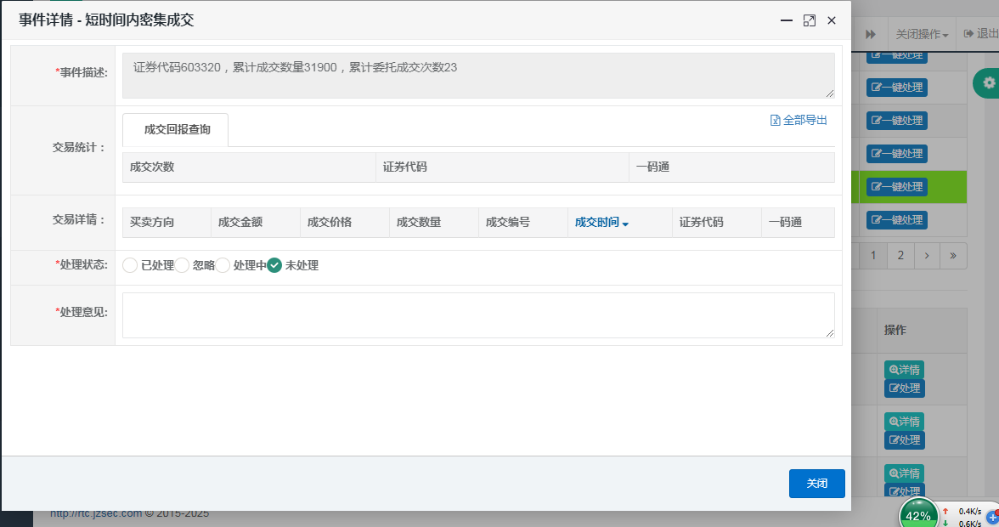 事件详情 - 短时间内密集成交
关闭操作
退出
*事件描述:
证券代码603320，累计成交数量31900，累计委托成交次数23
一键处理
一键处理
一键处理
一键处理
一键处理
一键处理
交易统计：
成交回报查询
全部导出
成交次数 证券代码 一码通
交易详情：
买卖方向 成交金额 成交价格 成交数量 成交编号 成交时间 证券代码 一码通
*处理状态:
已处理 忽略 处理中 未处理
1 2 › »
*处理意见:
操作
详情
处理
详情
处理
详情
处理
关闭
http://rtc.jzsec.com © 2015-2025
42%
0.4K/s
0.6K/s